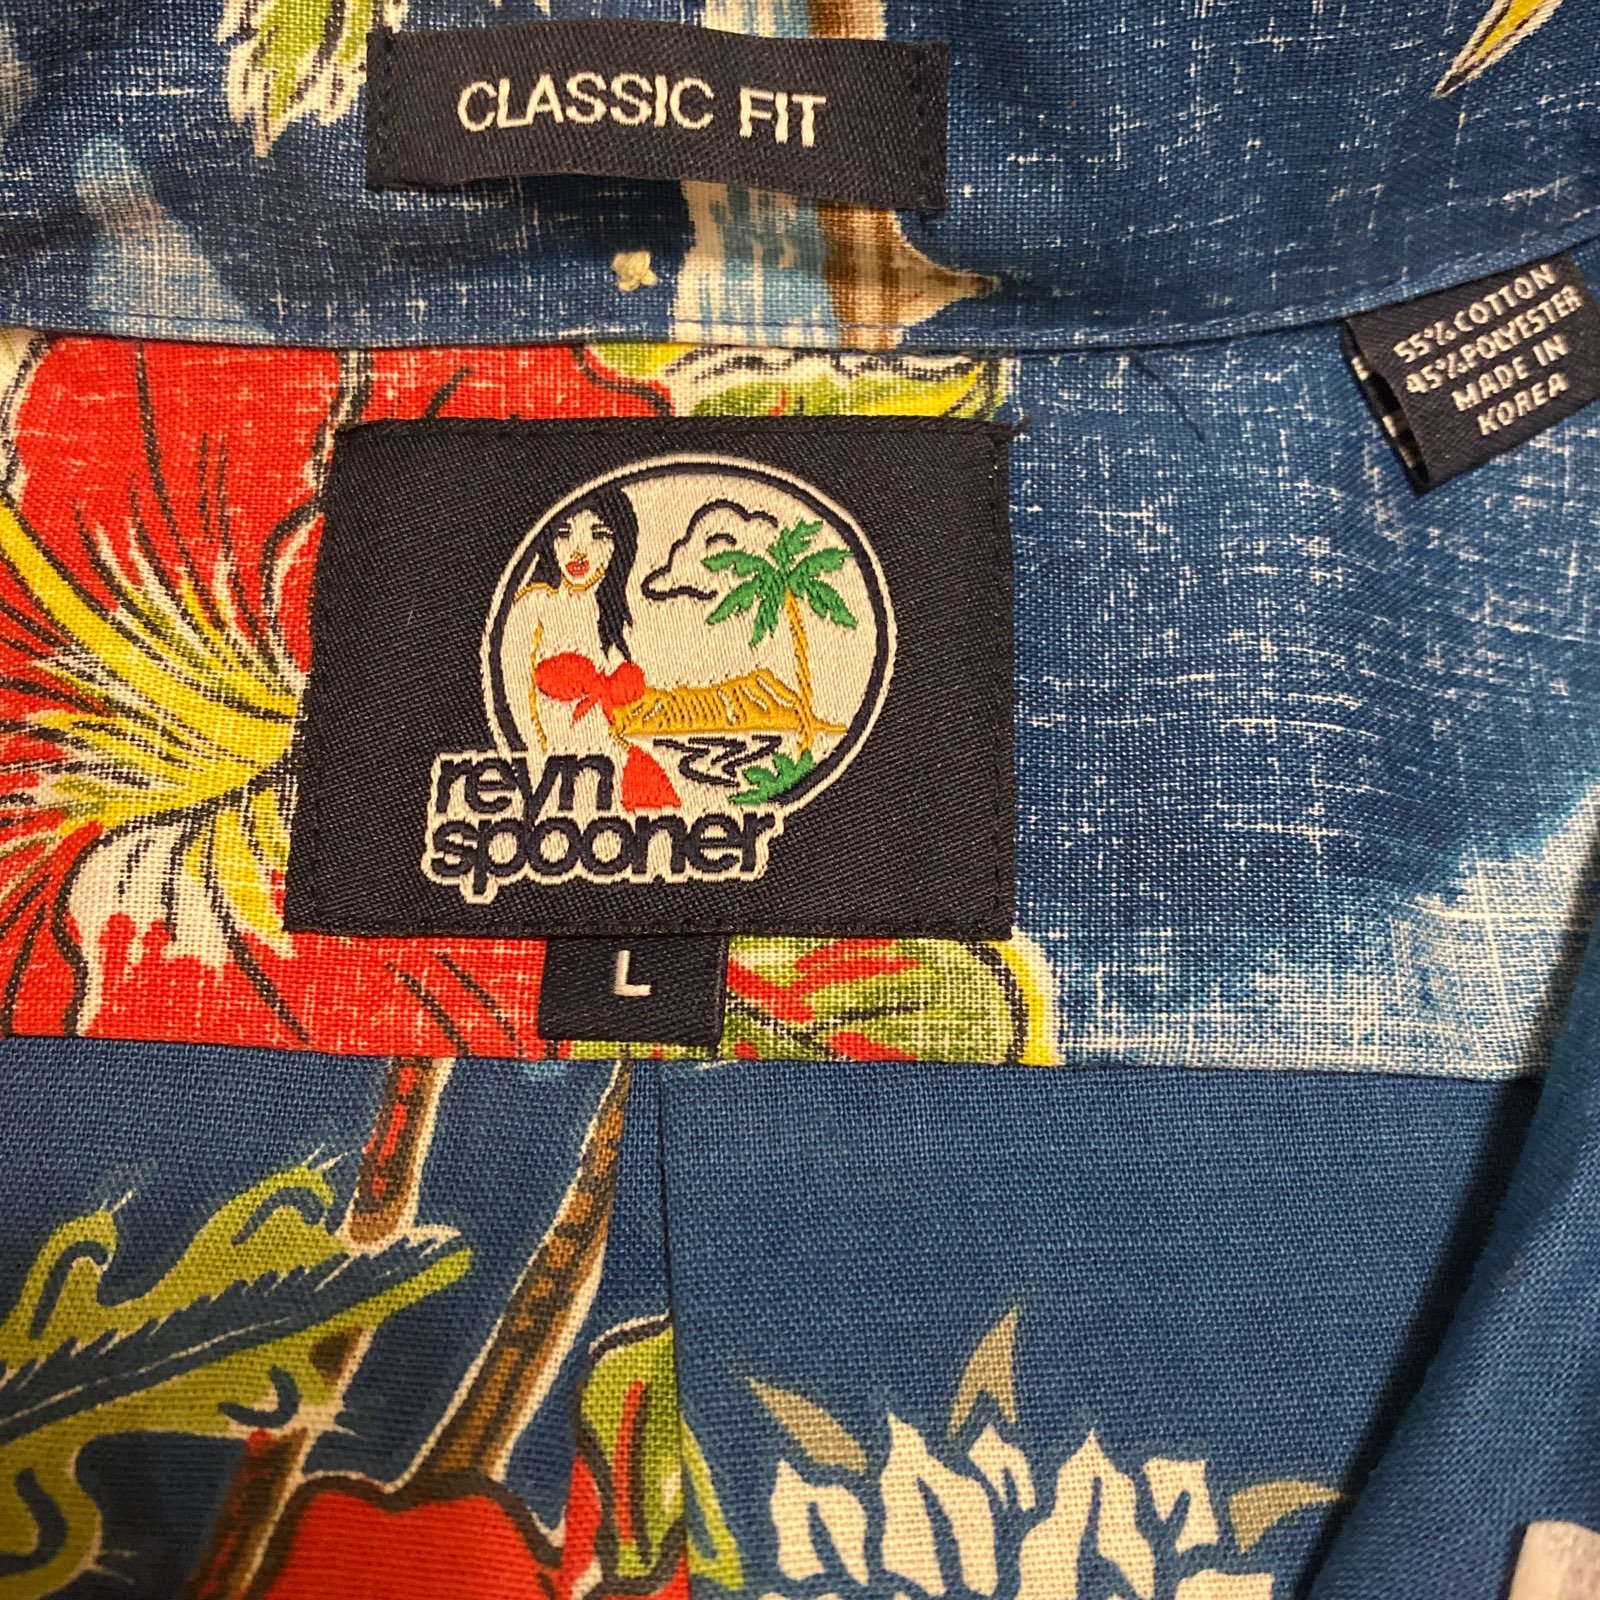 CLASSIC FIT
55% COTTON
45% POLYESTER
MADE IN
KOREA
reyn
spooner
L